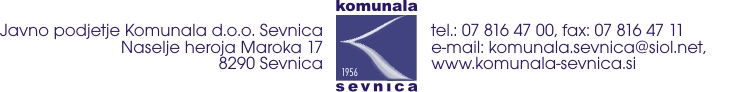 Javno podjetje Komunala d.o.o. Sevnica
Naselje heroja Maroka 17
8290 Sevnica
komunala
1956
sevnica
tel.: 07 816 47 00, fax: 07 816 47 11
e-mail: komunala.sevnica@siol.net,
www.komunala-sevnica.si